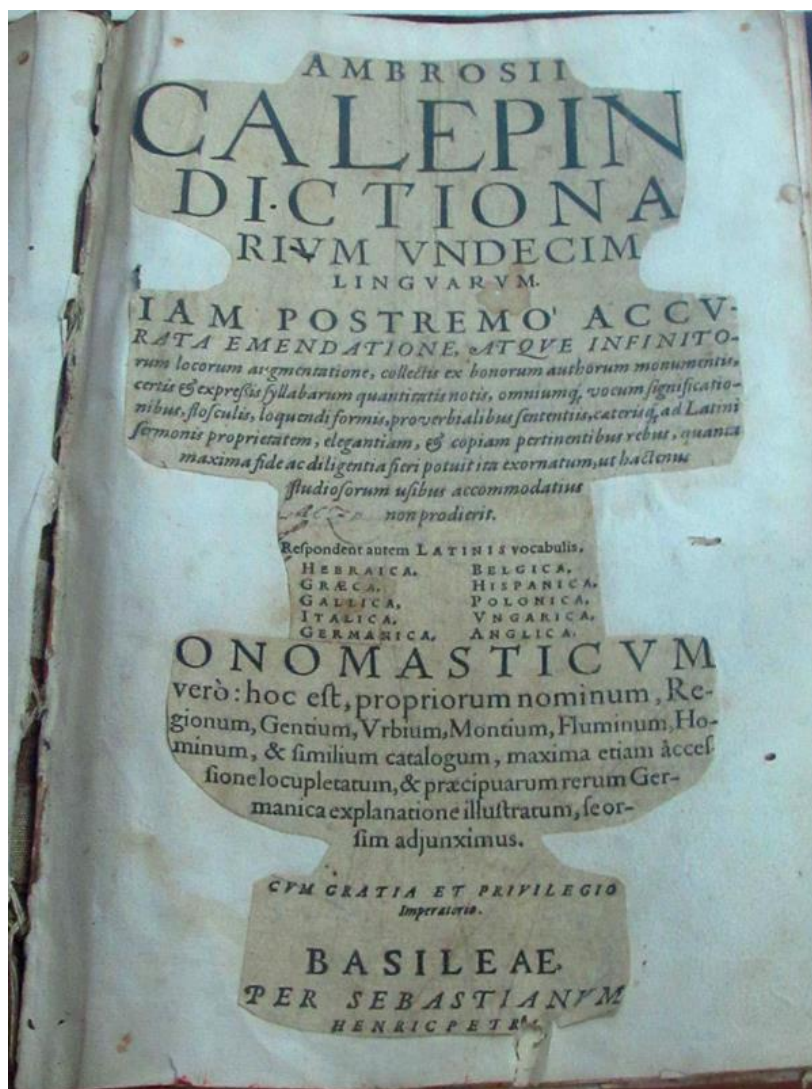 AMBROSII
CALEPIN
DICTIONA
RIVM VNDECIM
LINGVARVM.
IAM POSTREMO' ACCV-
RATA EMENDATIONE, ATQVE INFINITO-
rum locorum augmentatione, collectis ex bonorum authorum monumentis,
certis & expreſsis ſyllabarum quantitatis notis, omniumq́ vocum ſignificatio-
nibus, floſculis, loquendi formis, proverbialibus ſententiis, cæterisq́, ad Latini
ſermonis proprietatem, elegantiam, & copiam pertinentibus rebus, quanta
maxima fide ac diligentia fieri potuit ita exornatum, ut hactenus
ſtudioſorum uſibus accommodatius
non prodierit.
Reſpondent autem LATINIS vocabulis,
HEBRAICA, BELGICA,
GRÆCA, HISPANICA,
GALLICA, POLONICA,
ITALICA, VNGARICA,
GERMANICA, ANGLICA.
ONOMASTICVM
verò: hoc eſt, propriorum nominum, Re-
gionum, Gentium, Vrbium, Montium, Fluminum, Ho-
minum, & ſimilium catalogum, maxima etiam acceſ-
ſione locupletatum, & præcipuarum rerum Ger-
manica explanatione illuſtratum, ſeor-
ſim adjunximus.
CVM GRATIA ET PRIVILEGIO
Imperatorio.
BASILEAE.
PER SEBASTIANVM
HENRICPETRI